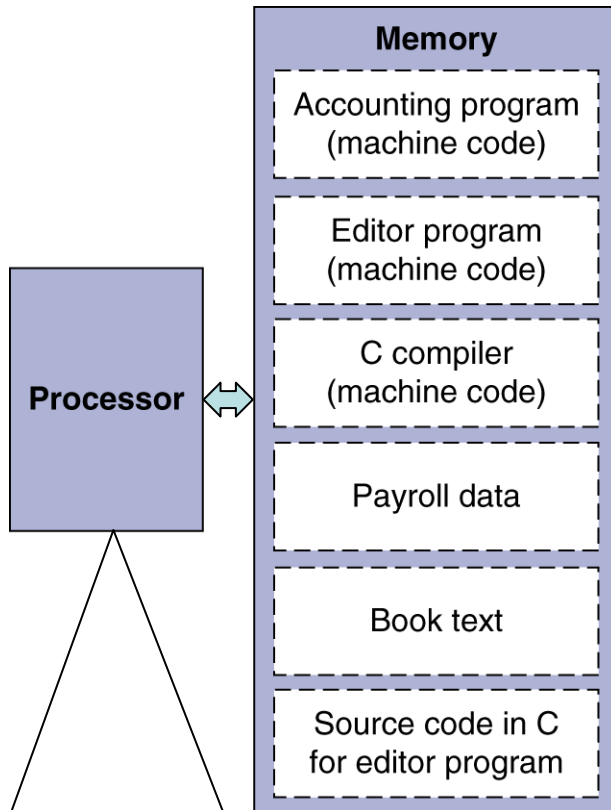 Memory
Accounting program
(machine code)
Editor program
(machine code)
C compiler
(machine code)
Processor
Payroll data
Book text
Source code in C
for editor program